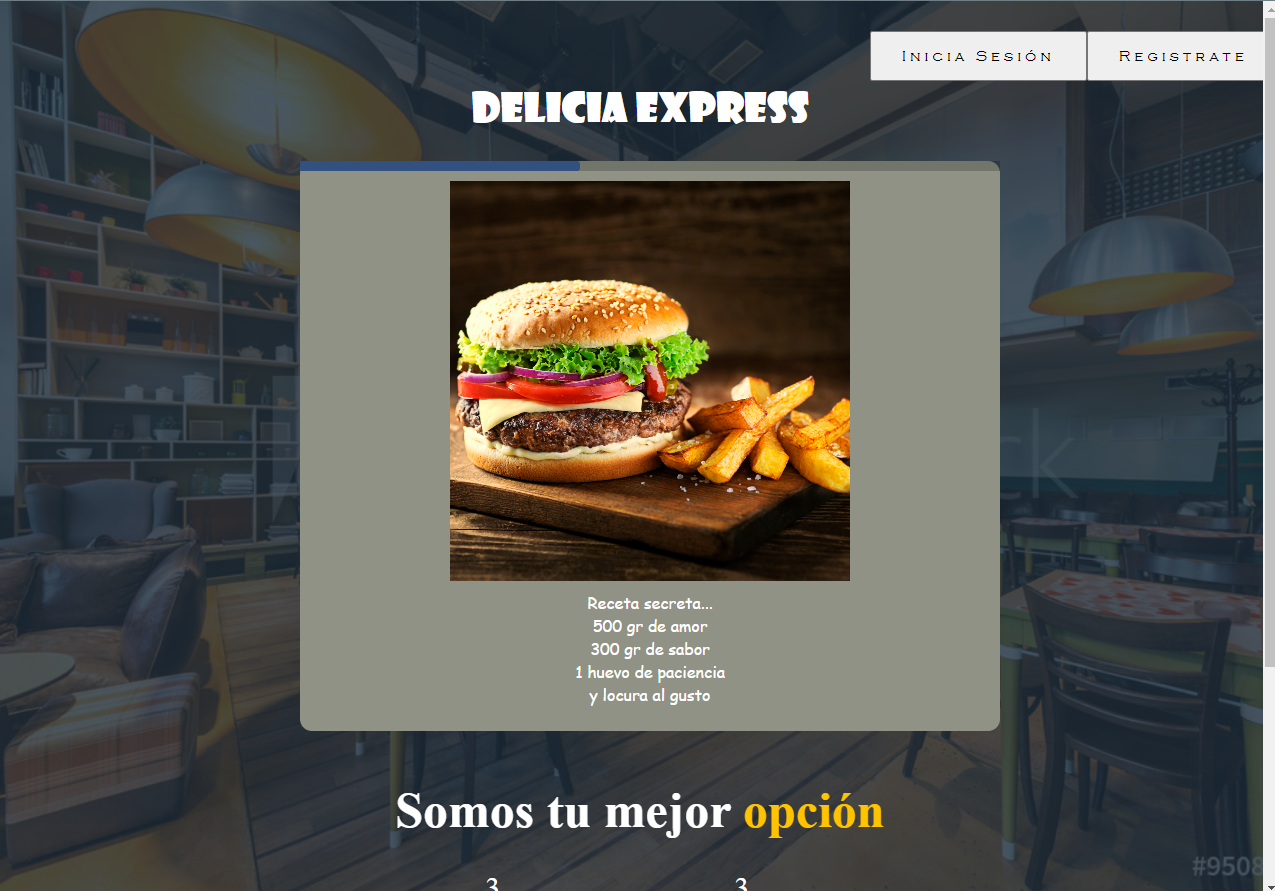 Inicia Sesión
Registrate
DELICIA EXPRESS
Receta secreta...
500 gr de amor
300 gr de sabor
1 huevo de paciencia
y locura al gusto
Somos tu mejor opción
#9508
3 3